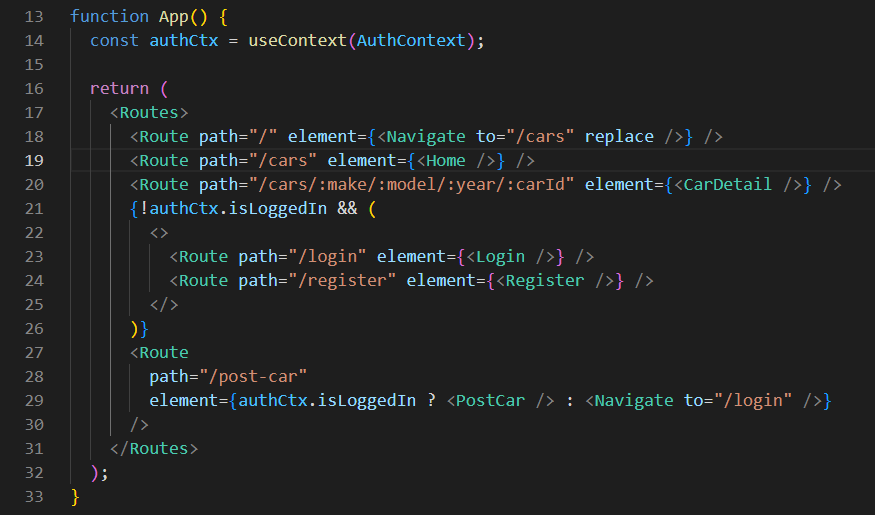 13 function App() {
14   const authCtx = useContext(AuthContext);
15
16   return (
17     <Routes>
18       <Route path="/" element={<Navigate to="/cars" replace />} />
19       <Route path="/cars" element={<Home />} />
20       <Route path="/cars/:make/:model/:year/:carId" element={<CarDetail />} />
21       {!authCtx.isLoggedIn && (
22         <>
23           <Route path="/login" element={<Login />} />
24           <Route path="/register" element={<Register />} />
25         </>
26       )}
27       <Route
28         path="/post-car"
29         element={authCtx.isLoggedIn ? <PostCar /> : <Navigate to="/login" />}
30       />
31     </Routes>
32   );
33 }